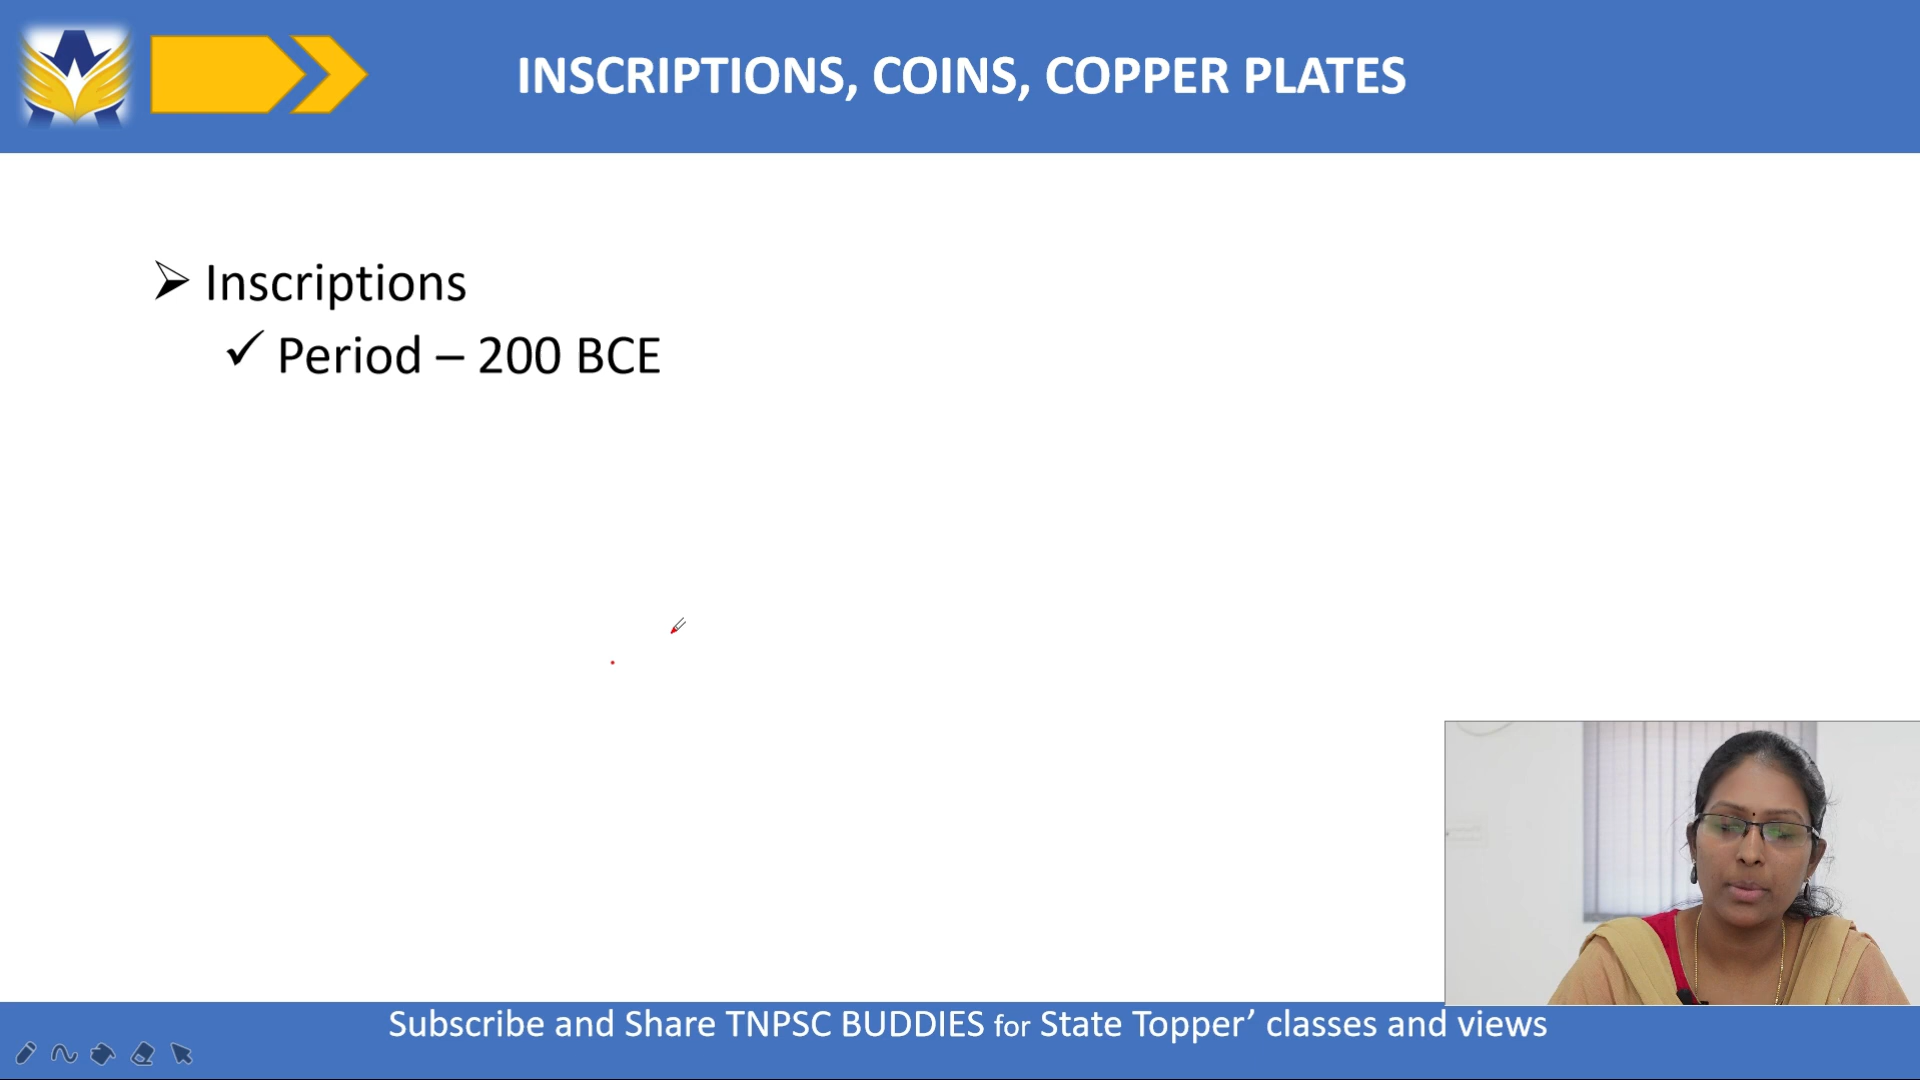 INSCRIPTIONS, COINS, COPPER PLATES
Inscriptions
Period – 200 BCE
Subscribe and Share TNPSC BUDDIES for State Topper’ classes and views